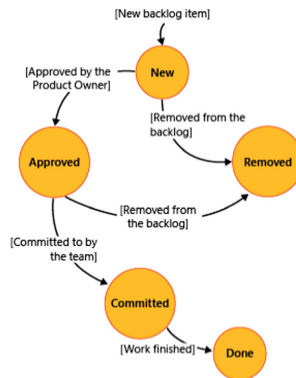 [New backlog item]
[Approved by the
Product Owner]
New
[Removed from the
backlog]
Approved
Removed
[Removed from
the backlog]
[Committed to by
the team]
Committed
[Work finished]
Done